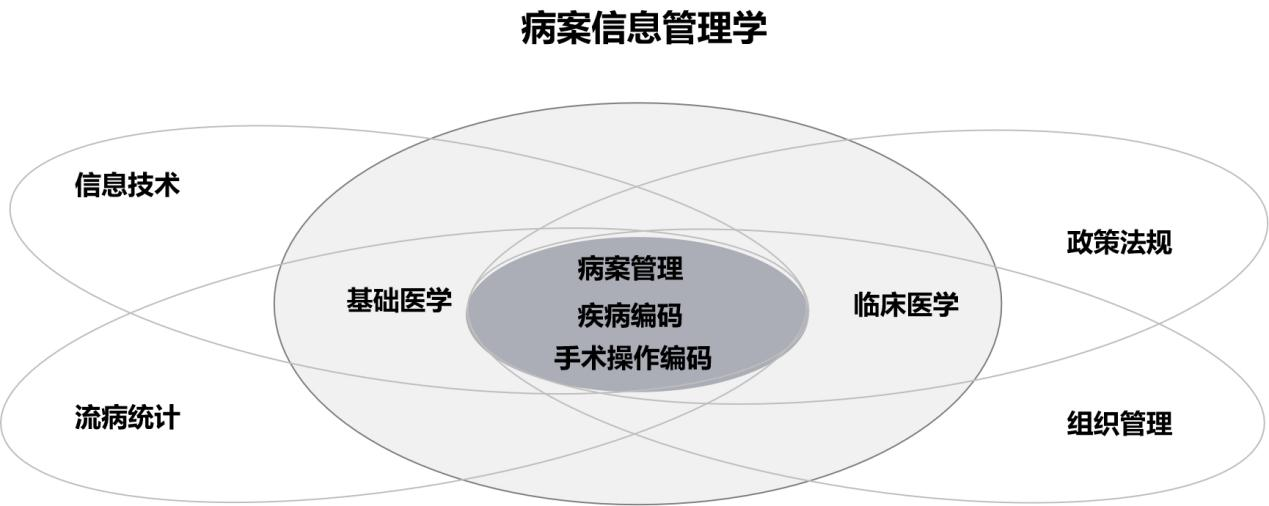 病案信息管理学
信息技术
政策法规
病案管理
基础医学
疾病编码
临床医学
手术操作编码
流病统计
组织管理